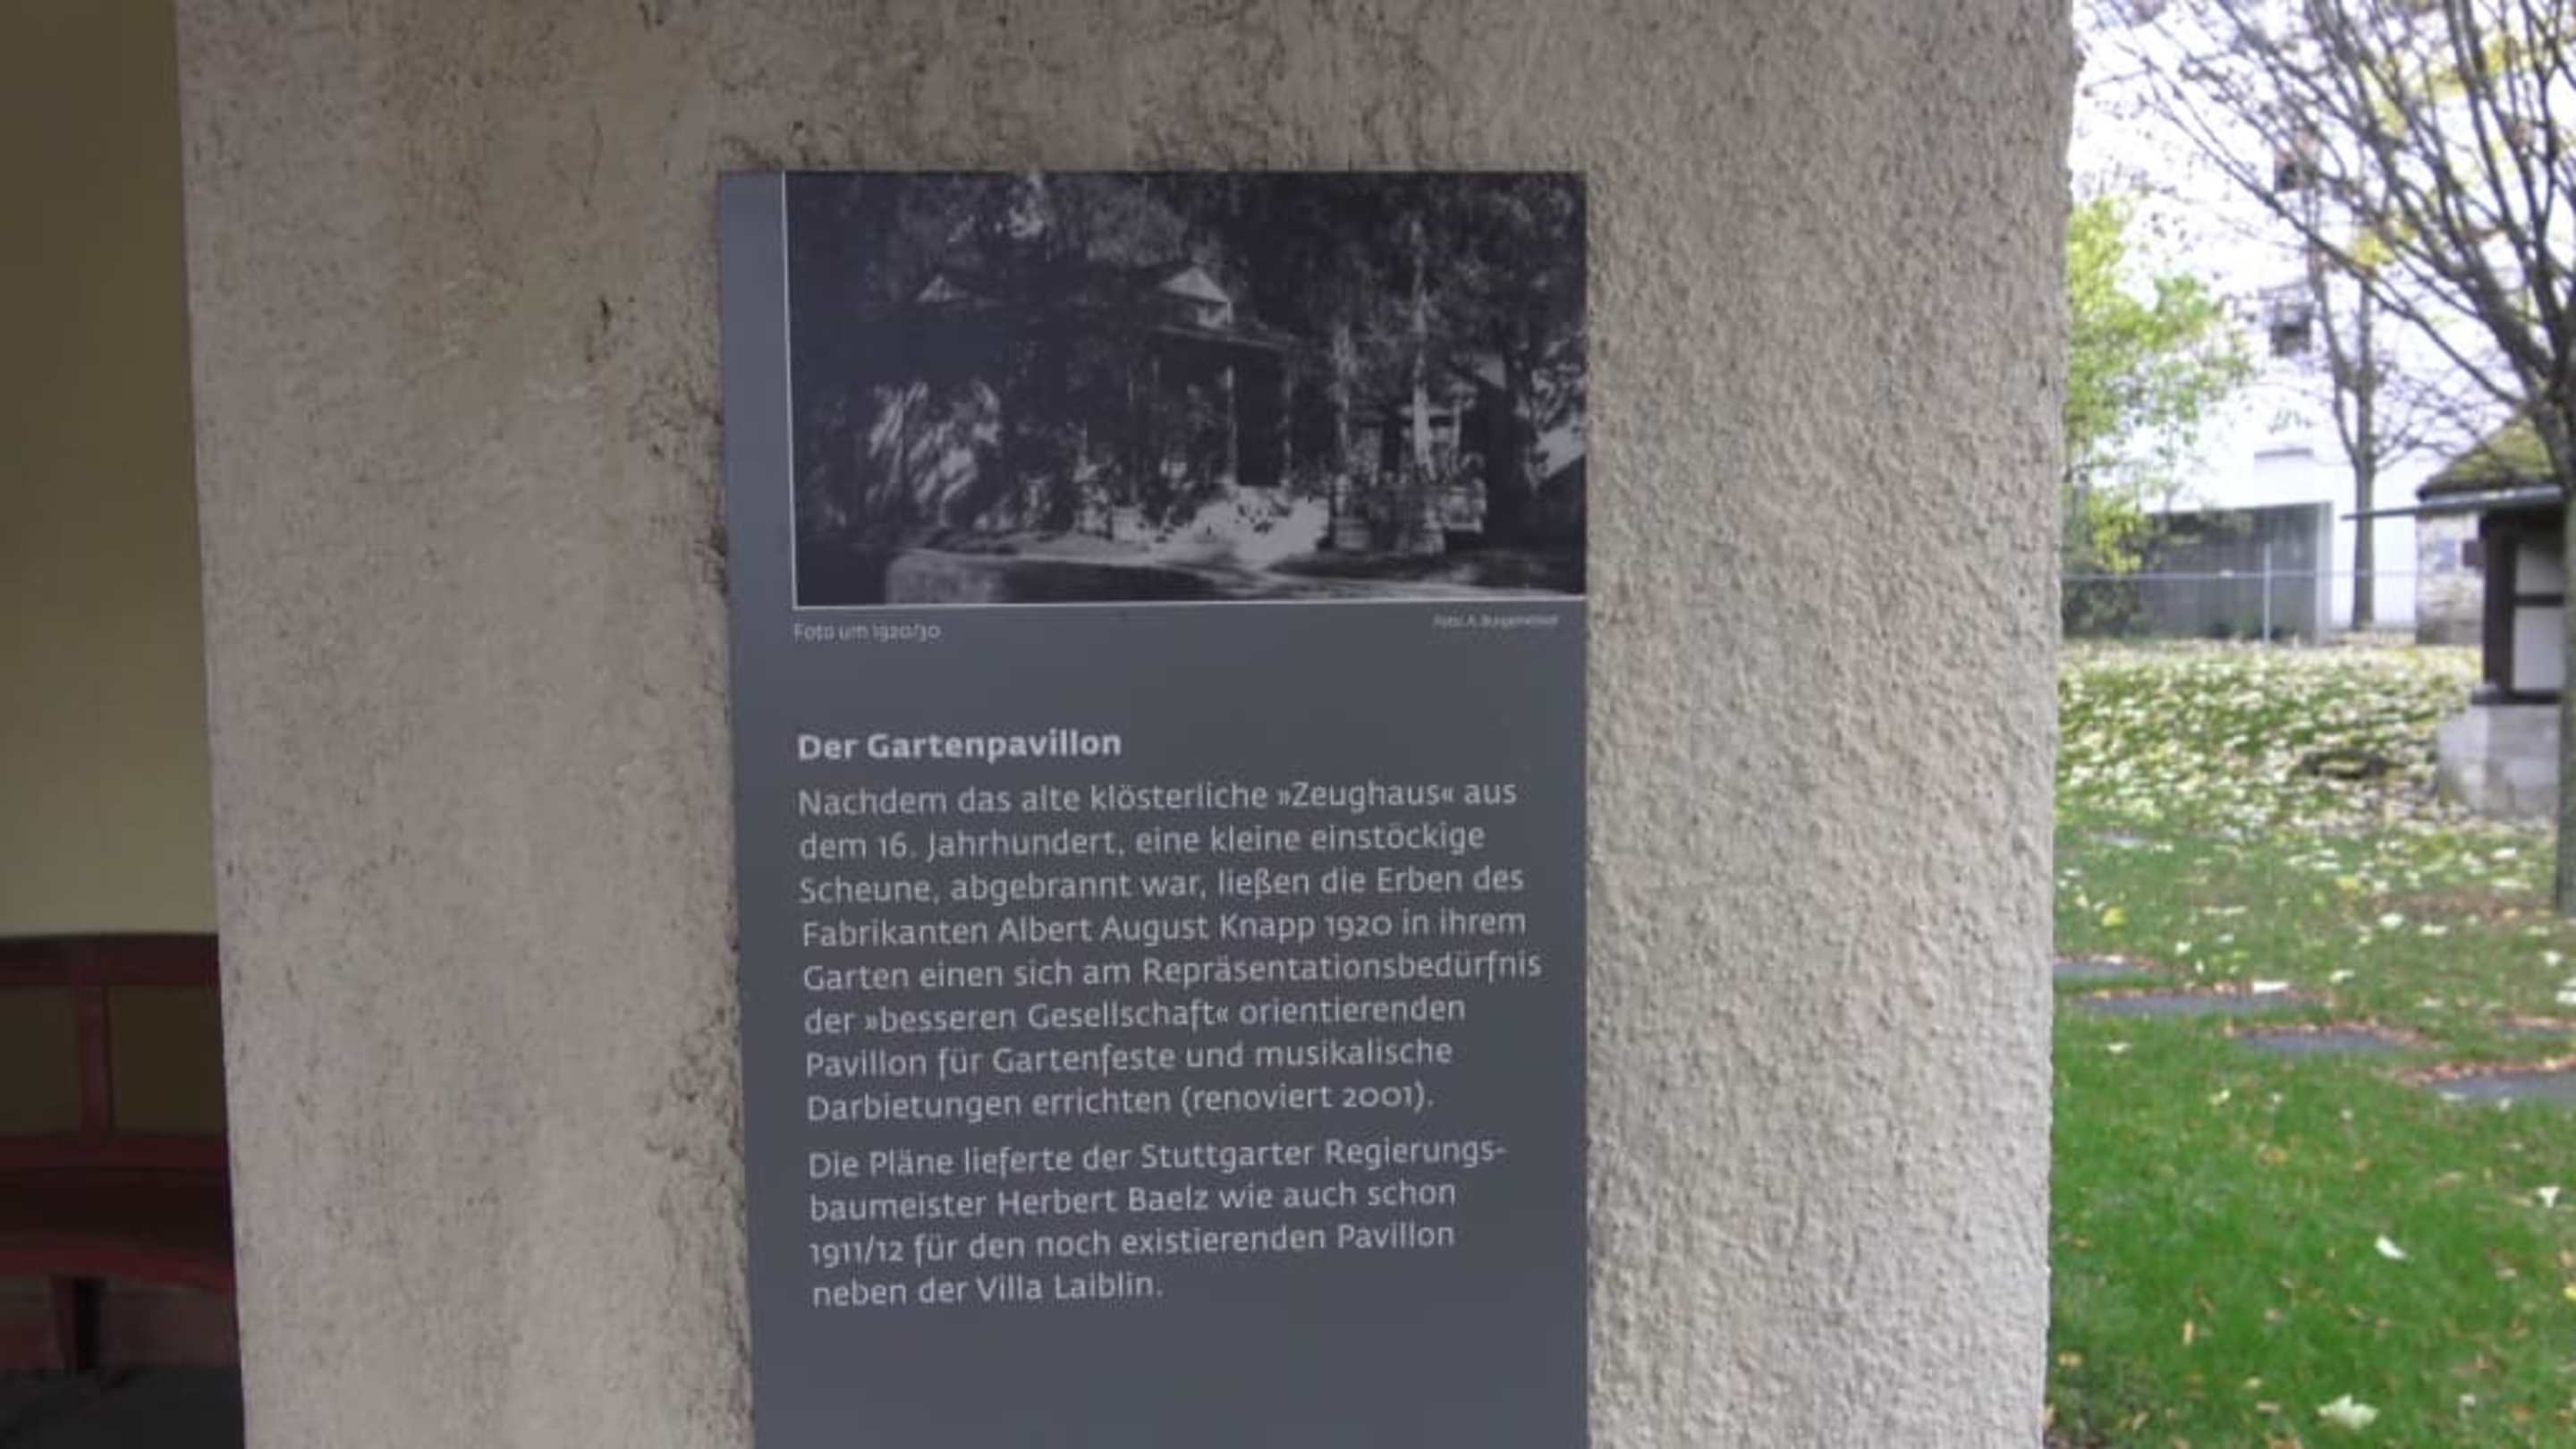 Foto um 1920/30
Foto: A. Burgemeister
Der Gartenpavillon
Nachdem das alte klösterliche »Zeughaus« aus
dem 16. Jahrhundert, eine kleine einstöckige
Scheune, abgebrannt war, ließen die Erben des
Fabrikanten Albert August Knapp 1920 in ihrem
Garten einen sich am Repräsentationsbedürfnis
der »besseren Gesellschaft« orientierenden
Pavillon für Gartenfeste und musikalische
Darbietungen errichten (renoviert 2001).
Die Pläne lieferte der Stuttgarter Regierungs-
baumeister Herbert Baelz wie auch schon
1911/12 für den noch existierenden Pavillon
neben der Villa Laiblin.